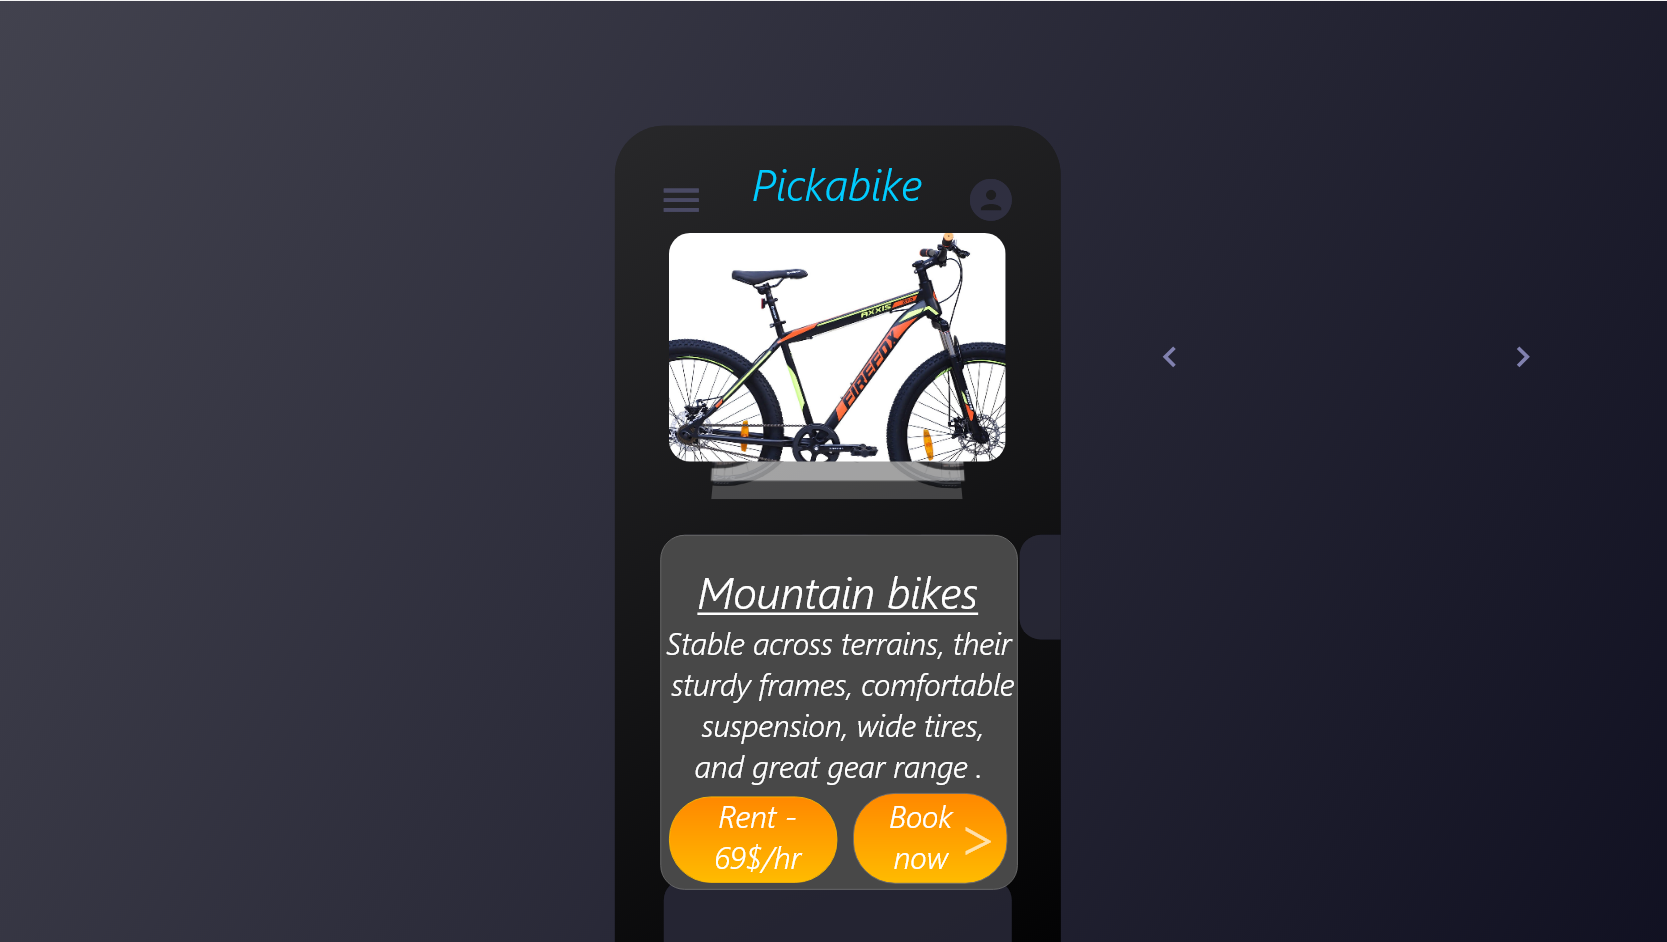 Pickabike
AXXIS
FIREFOX
Mountain bikes
Stable across terrains, their
sturdy frames, comfortable
suspension, wide tires,
and great gear range .
Rent -
69$/hr
Book
now
>